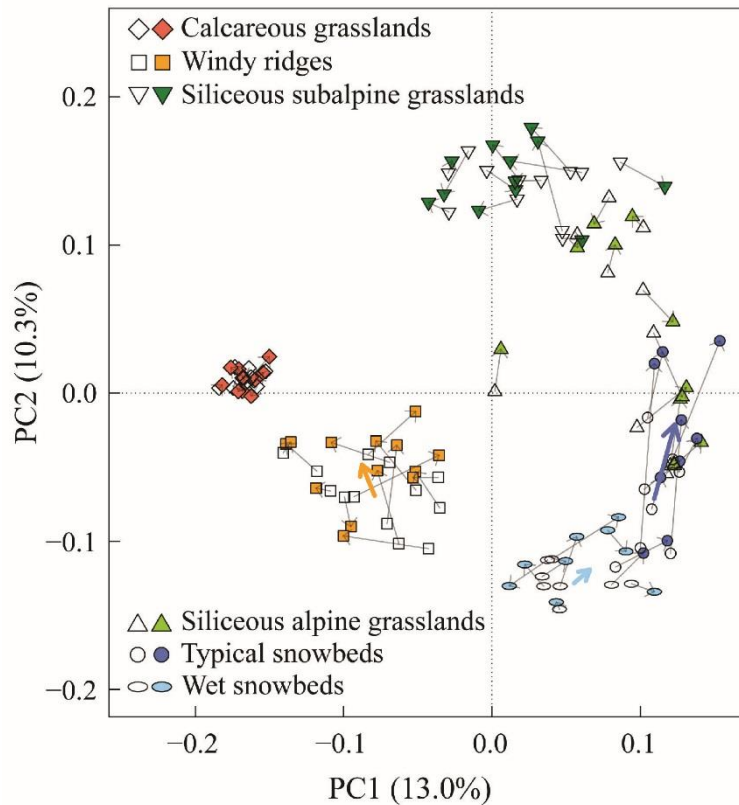 Calcareous grasslands
Windy ridges
Siliceous subalpine grasslands
0.2
0.1
0.0
−0.1
−0.2
PC2 (10.3%)
Siliceous alpine grasslands
Typical snowbeds
Wet snowbeds
−0.2
−0.1
0.0
0.1
PC1 (13.0%)